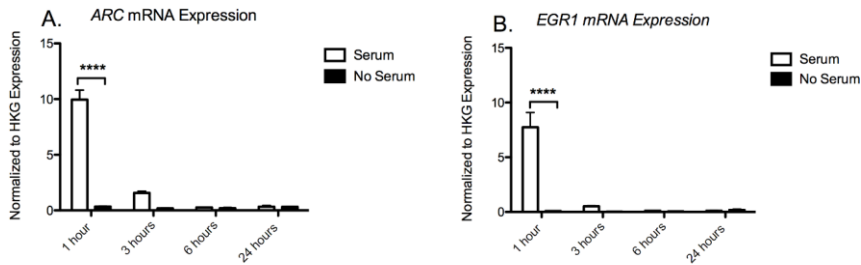 A. ARC mRNA Expression
Normalized to HKG Expression
15
10
5
0
****
Serum
No Serum
1 hour
3 hours
6 hours
24 hours
B. EGR1 mRNA Expression
Normalized to HKG Expression
15
10
5
0
****
Serum
No Serum
1 hour
3 hours
6 hours
24 hours